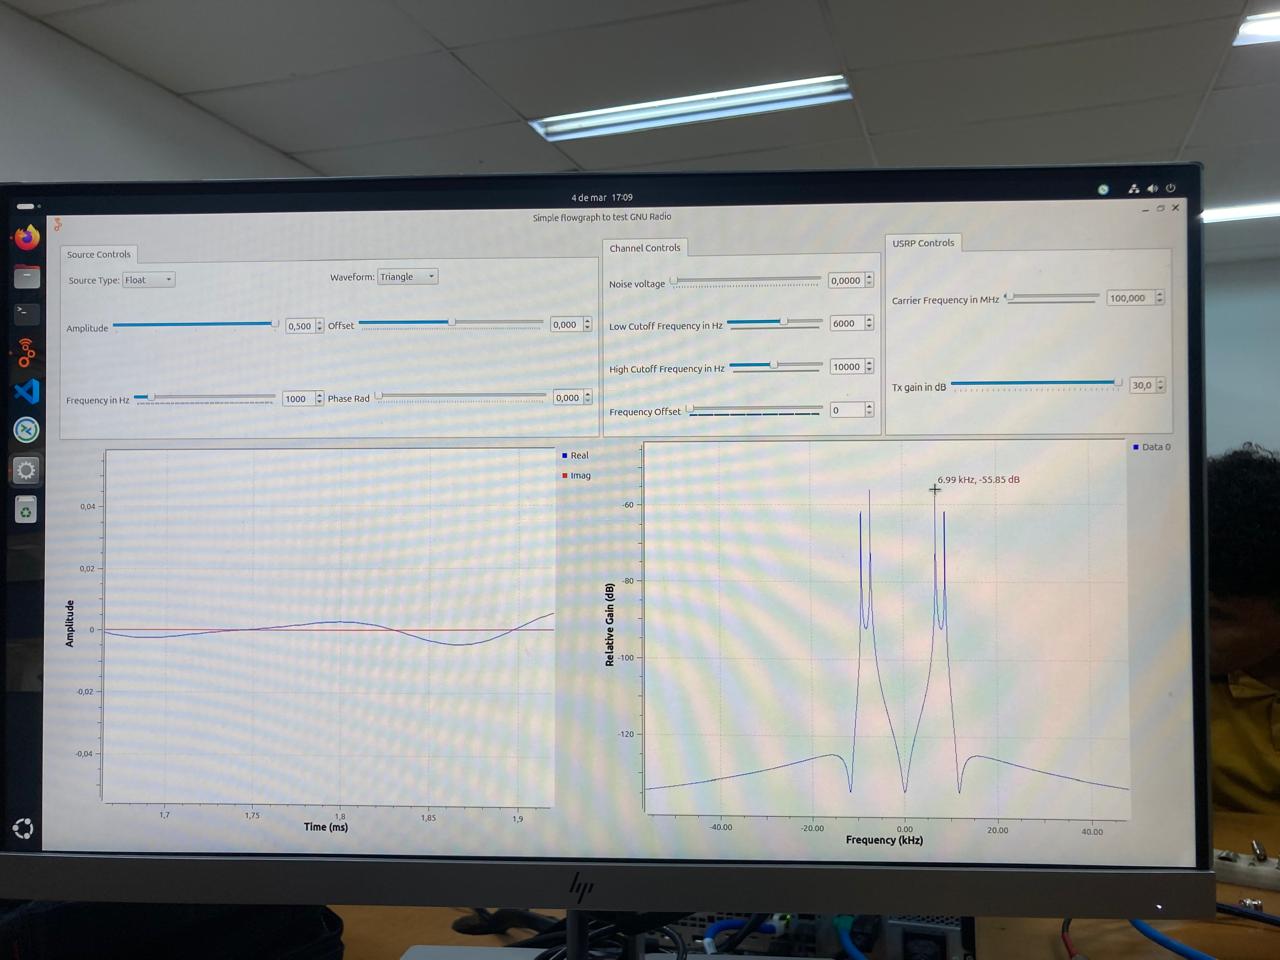 4 de mar 17:09
Simple flowgraph to test GNU Radio
Source Controls
Source Type: Float
Waveform: Triangle
Amplitude 0,500 Offset 0,000
Frequency in Hz 1000 Phase Rad 0,000
Channel Controls
Noise voltage 0,0000
Low Cutoff Frequency in Hz 6000
High Cutoff Frequency in Hz 10000
Frequency Offset 0
USRP Controls
Carrier Frequency in MHz 100,000
Tx gain in dB 30,0
Real
Imag
0,04
0,02
0
-0,02
-0,04
Amplitude
1,7 1,75 1,8 1,85 1,9
Time (ms)
Data 0
6.99 kHz, -55.85 dB
-60
-80
-100
-120
Relative Gain (dB)
-40.00 -20.00 0.00 20.00 40.00
Frequency (kHz)
hp